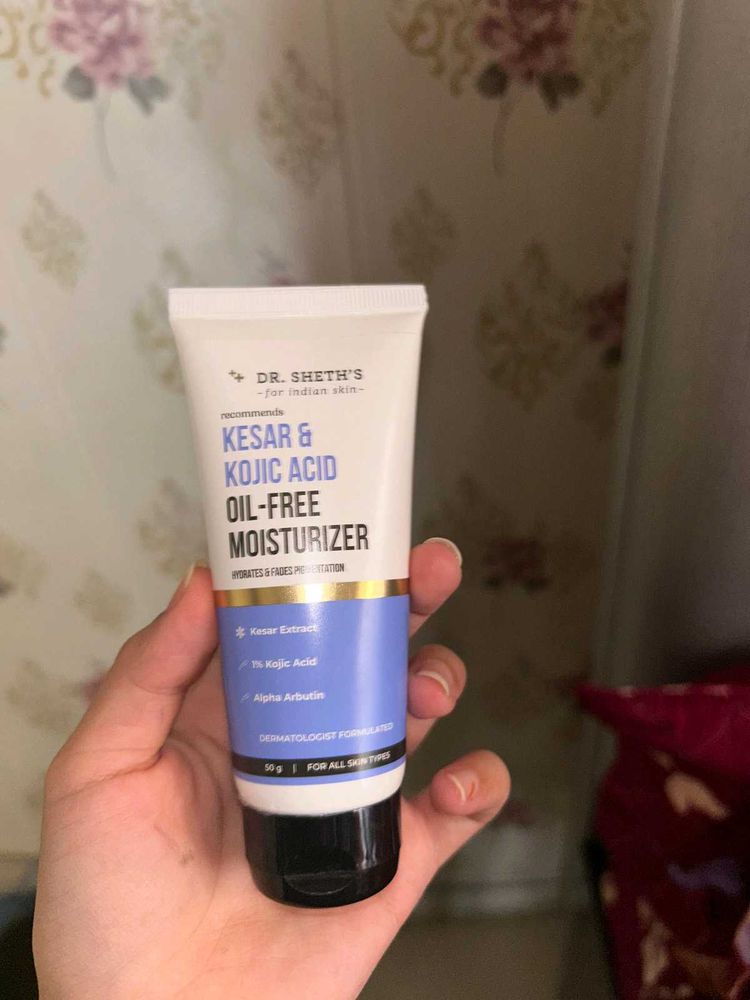 DR. SHETH'S
-for indian skin-
recommends
KESAR &
KOJIC ACID
OIL-FREE
MOISTURIZER
HYDRATES & FADES PIGMENTATION
Kesar Extract
1% Kojic Acid
Alpha Arbutin
DERMATOLOGIST FORMULATED
50 g | FOR ALL SKIN TYPES